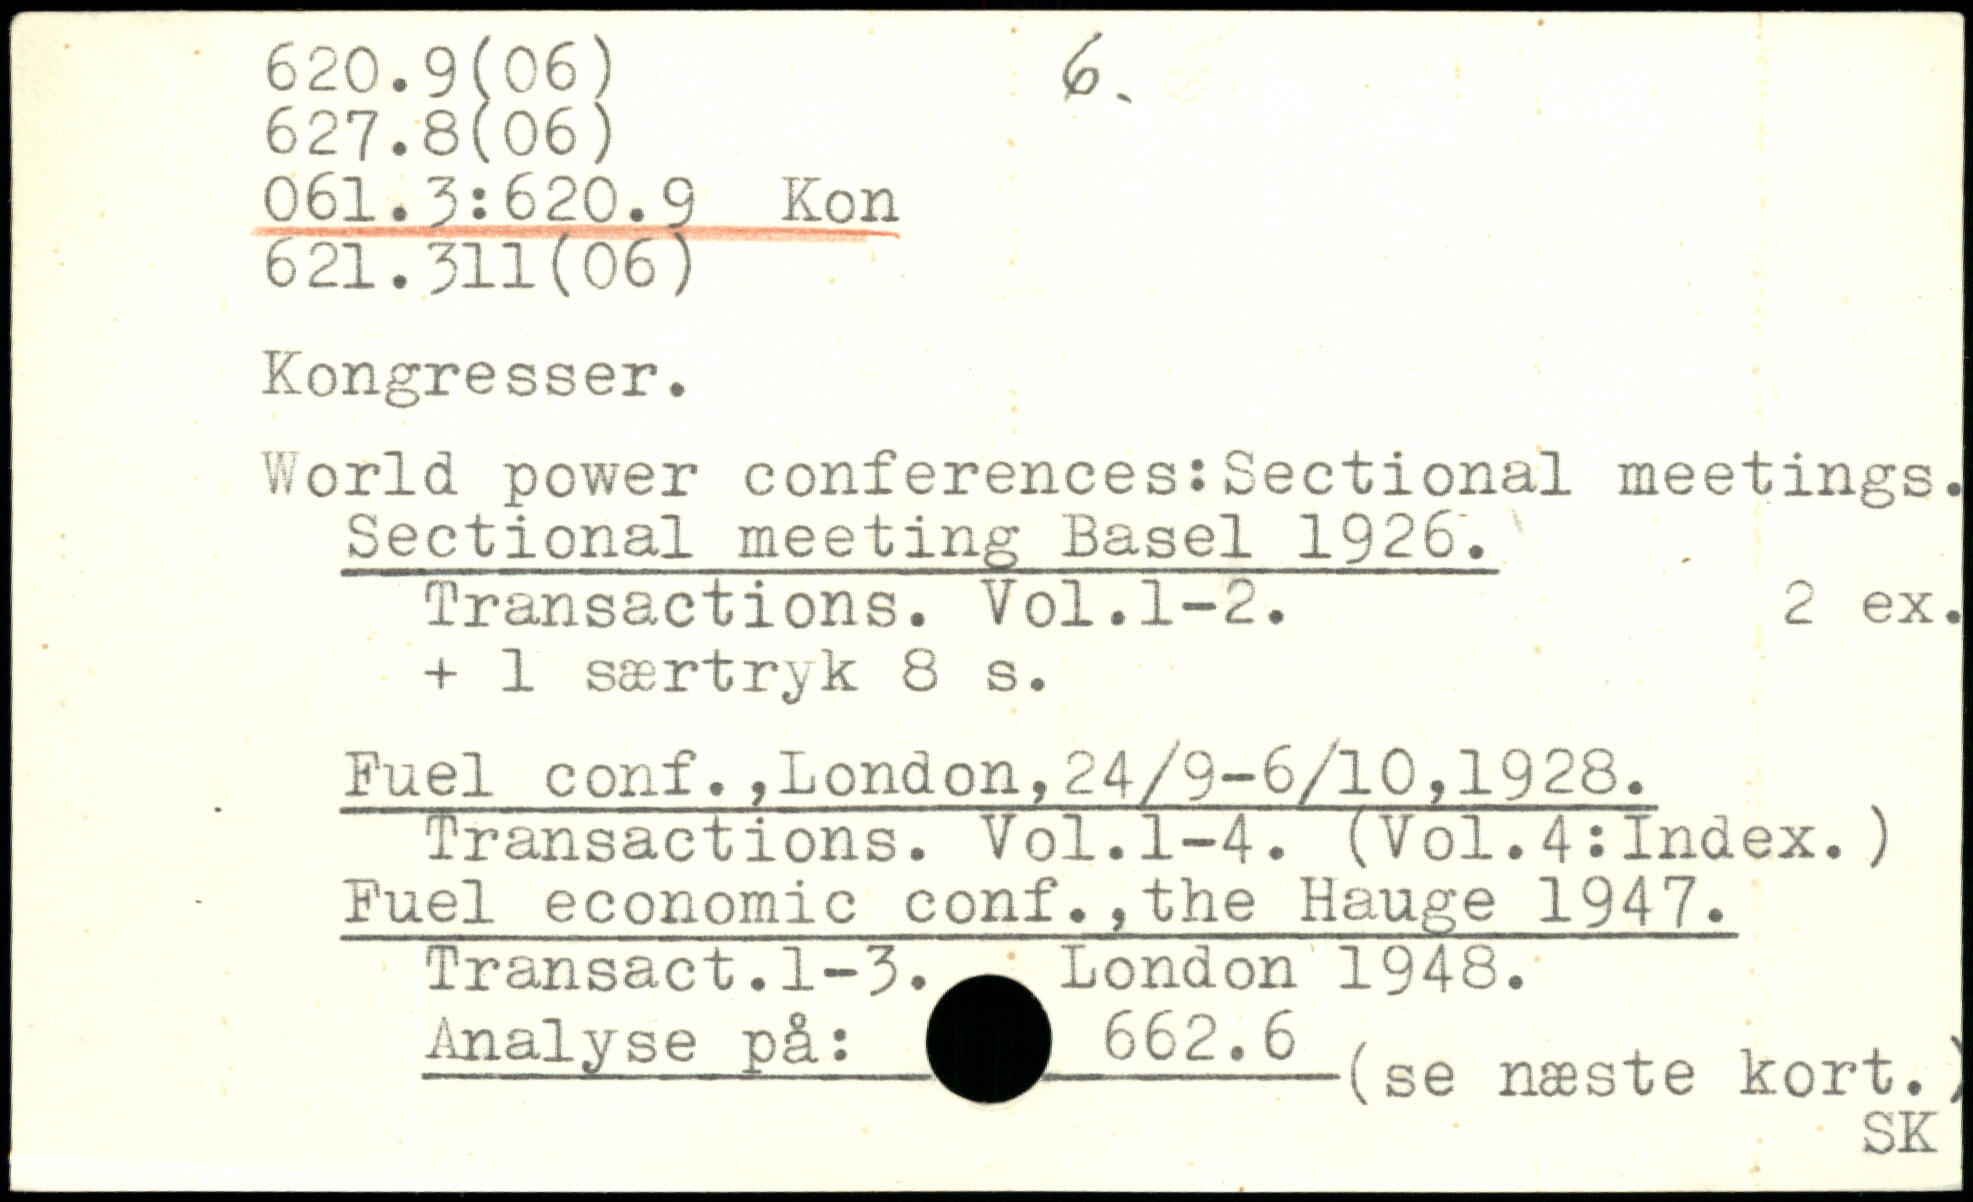 620.9(06) 6.
627.8(06)
061.3:620.9 Kon
621.311(06)
Kongresser.
World power conferences:Sectional meetings.
Sectional meeting Basel 1926.
Transactions. Vol.1-2. 2 ex.
+ 1 særtryk 8 s.
Fuel conf.,London,24/9-6/10,1928.
Transactions. Vol.1-4. (Vol.4:Index.)
Fuel economic conf.,the Hauge 1947.
Transact.1-3. London 1948.
Analyse på: 662.6
(se næste kort.)
SK